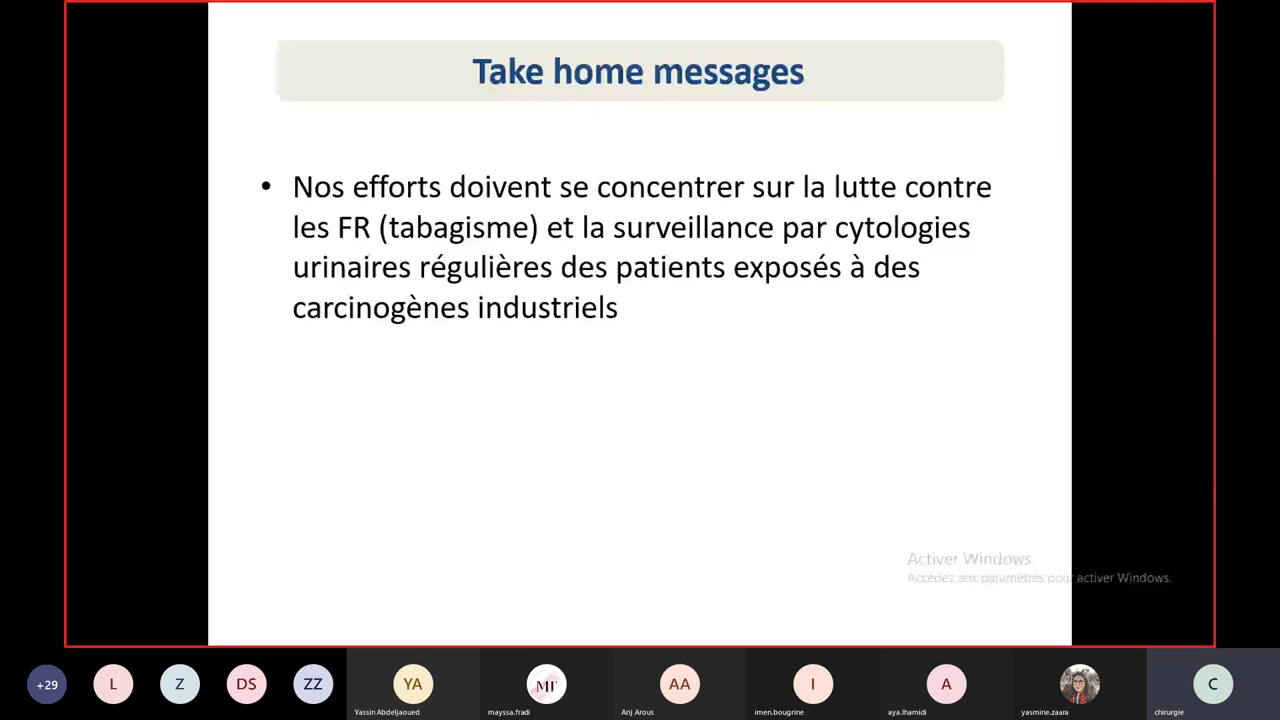 Take home messages
• Nos efforts doivent se concentrer sur la lutte contre
les FR (tabagisme) et la surveillance par cytologies
urinaires régulières des patients exposés à des
carcinogènes industriels
Activer Windows
Accédez aux paramètres pour activer Windows.
+29
L
Z
DS
ZZ
YA
MF
AA
I
A
C
Yassin Abdeljaoued
mayssa.fradi
Arij Arous
imen.bougrine
aya.lhamidi
yasmine.zaara
chirurgie